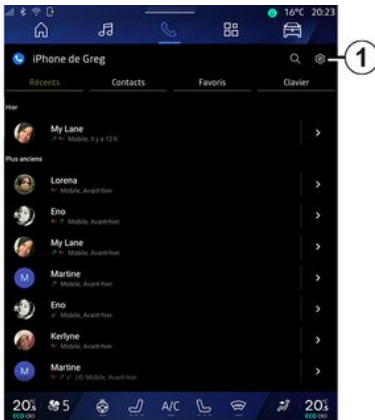 16°C 20:23
iPhone de Greg
1
Récents Contacts Favoris Clavier
Hier
My Lane
Mobile, Il y a 12 h
Plus anciens
Lorena
Mobile, Avant-hier
Eno
Mobile, Avant-hier
My Lane
Mobile, Avant-hier
M Martine
Mobile, Avant-hier
Eno
Mobile, Avant-hier
Kerlyne
Mobile, Avant-hier
M Martine
(4) Mobile, Avant-hier
20.5 5 A/C 20.5
ECO ECO